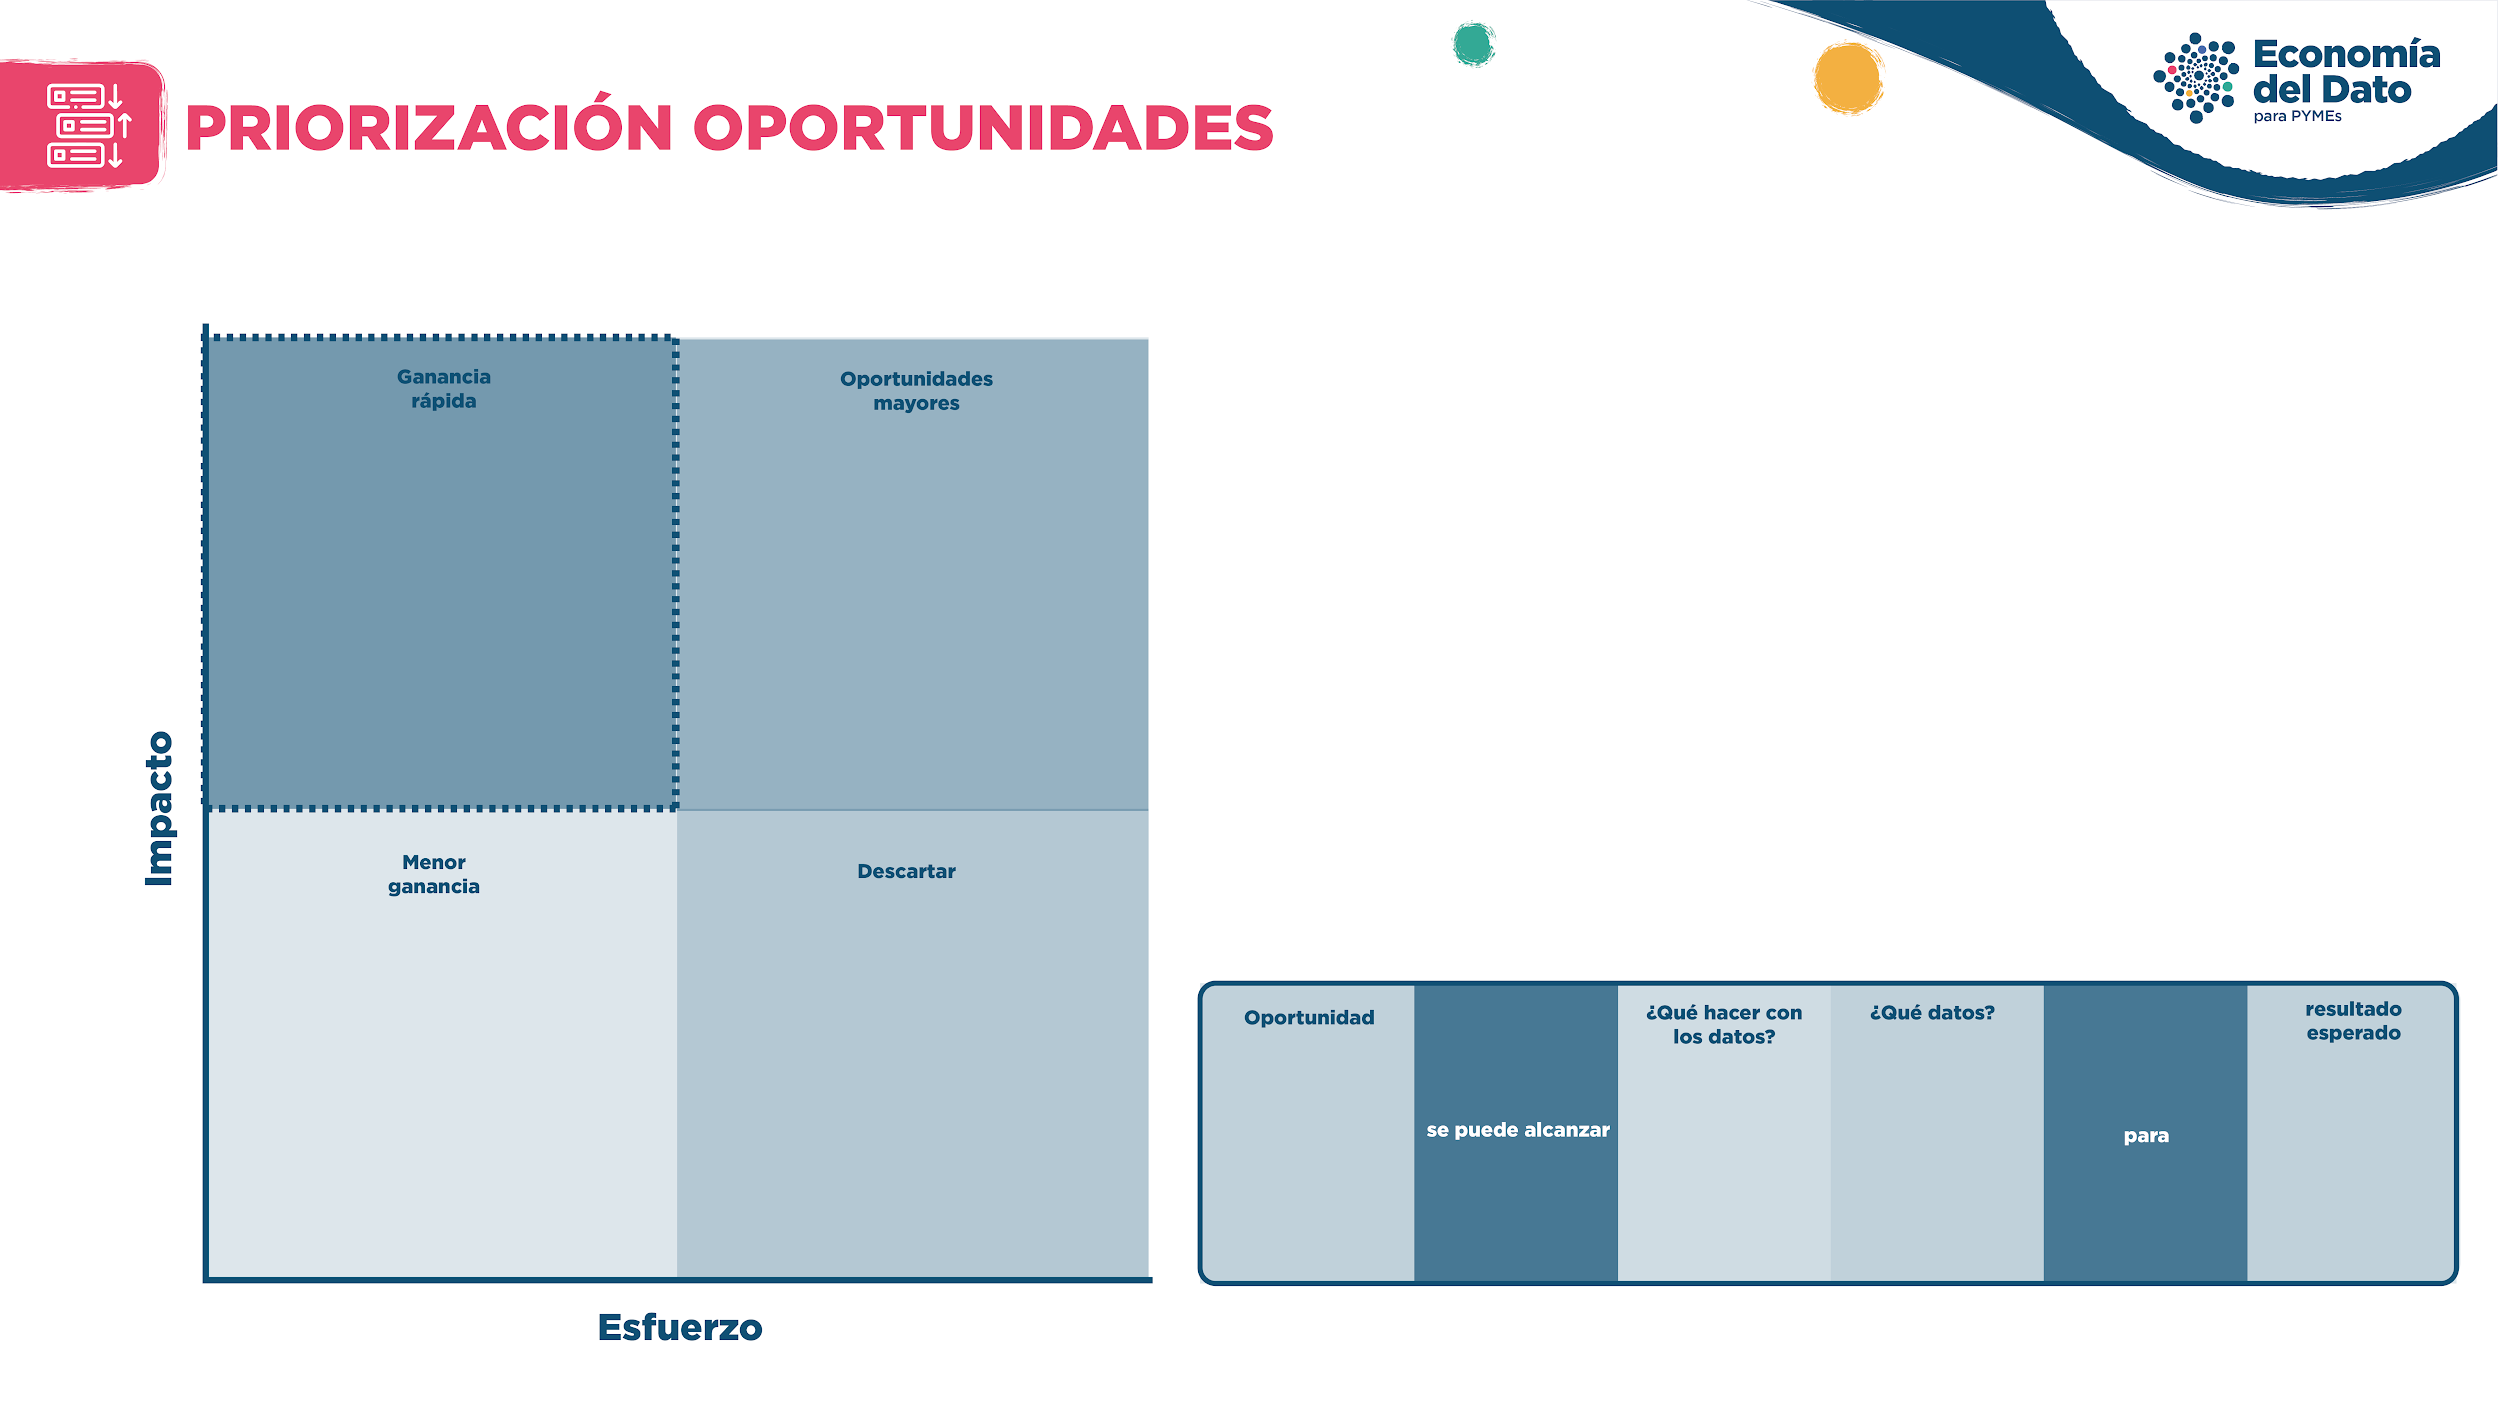 PRIORIZACIÓN OPORTUNIDADES
Economía
del Dato
para PYMEs
Ganancia
rápida
Oportunidades
mayores
Impacto
Menor
ganancia
Descartar
Esfuerzo
Oportunidad
se puede alcanzar
¿Qué hacer con
los datos?
¿Qué datos?
para
resultado
esperado